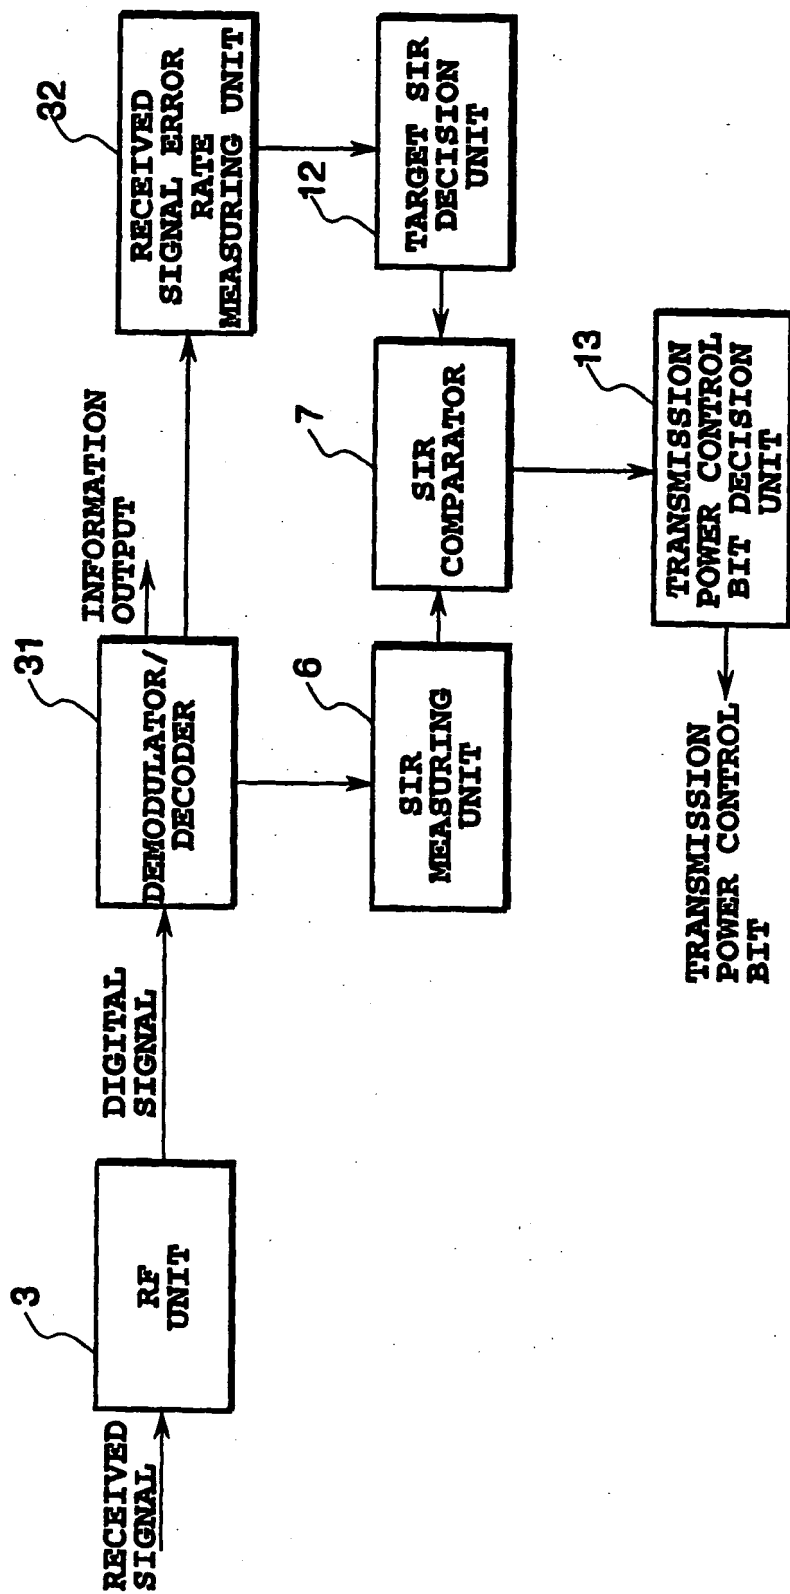 RECEIVED
SIGNAL
3
RF
UNIT
DIGITAL
SIGNAL
31
DEMODULATOR/
DECODER
INFORMATION
OUTPUT
32
RECEIVED
SIGNAL ERROR
RATE
MEASURING UNIT
6
SIR
MEASURING
UNIT
7
SIR
COMPARATOR
12
TARGET SIR
DECISION
UNIT
13
TRANSMISSION
POWER CONTROL
BIT DECISION
UNIT
TRANSMISSION
POWER CONTROL
BIT